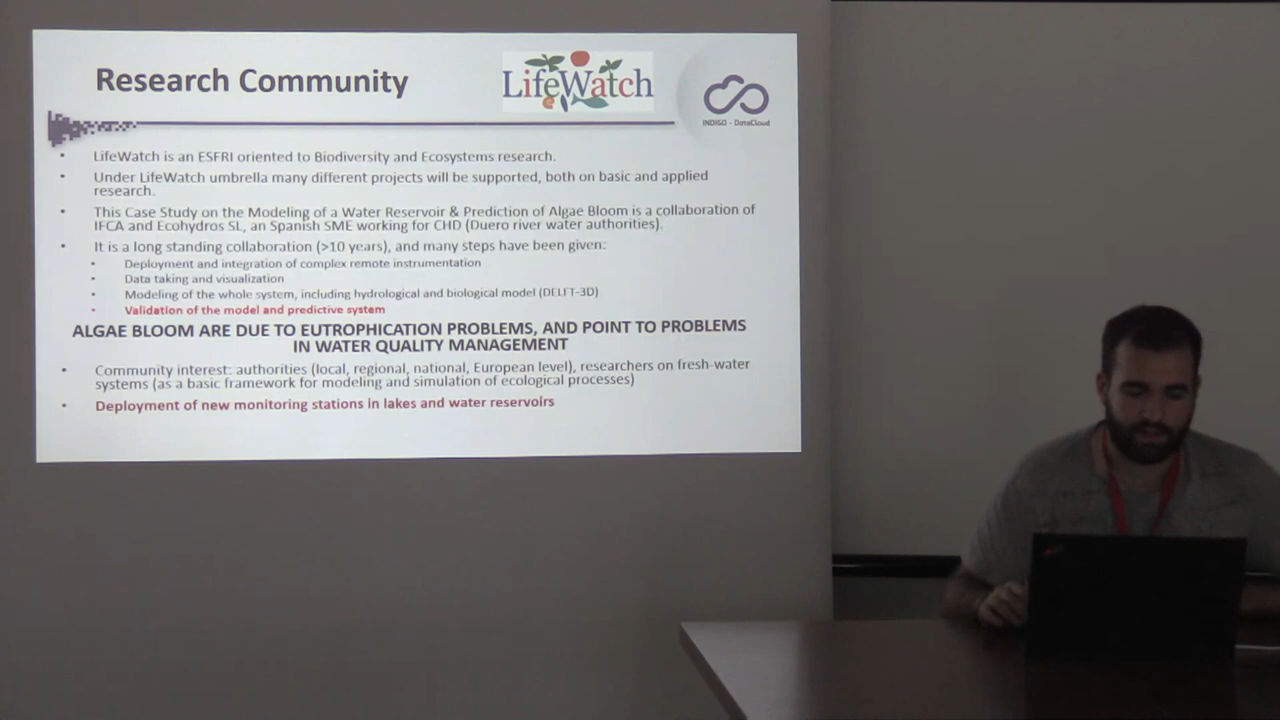 Research Community
LifeWatch
INDIGO - DataCloud
• LifeWatch is an ESFRI oriented to Biodiversity and Ecosystems research.
• Under LifeWatch umbrella many different projects will be supported, both on basic and applied
research.
• This Case Study on the Modeling of a Water Reservoir & Prediction of Algae Bloom is a collaboration of
IFCA and Ecohydros SL, an Spanish SME working for CHD (Duero river water authorities).
• It is a long standing collaboration (>10 years), and many steps have been given:
• Deployment and integration of complex remote instrumentation
• Data taking and visualization
• Modeling of the whole system, including hydrological and biological model (DELFT-3D)
• Validation of the model and predictive system
ALGAE BLOOM ARE DUE TO EUTROPHICATION PROBLEMS, AND POINT TO PROBLEMS
IN WATER QUALITY MANAGEMENT
• Community interest: authorities (local, regional, national, European level), researchers on fresh-water
systems (as a basic framework for modeling and simulation of ecological processes)
• Deployment of new monitoring stations in lakes and water reservoirs